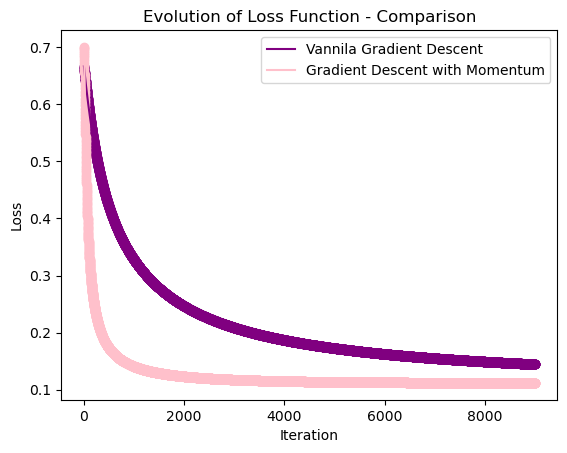 Evolution of Loss Function - Comparison
Vannila Gradient Descent
Gradient Descent with Momentum
Loss
0.7
0.6
0.5
0.4
0.3
0.2
0.1
0 2000 4000 6000 8000
Iteration